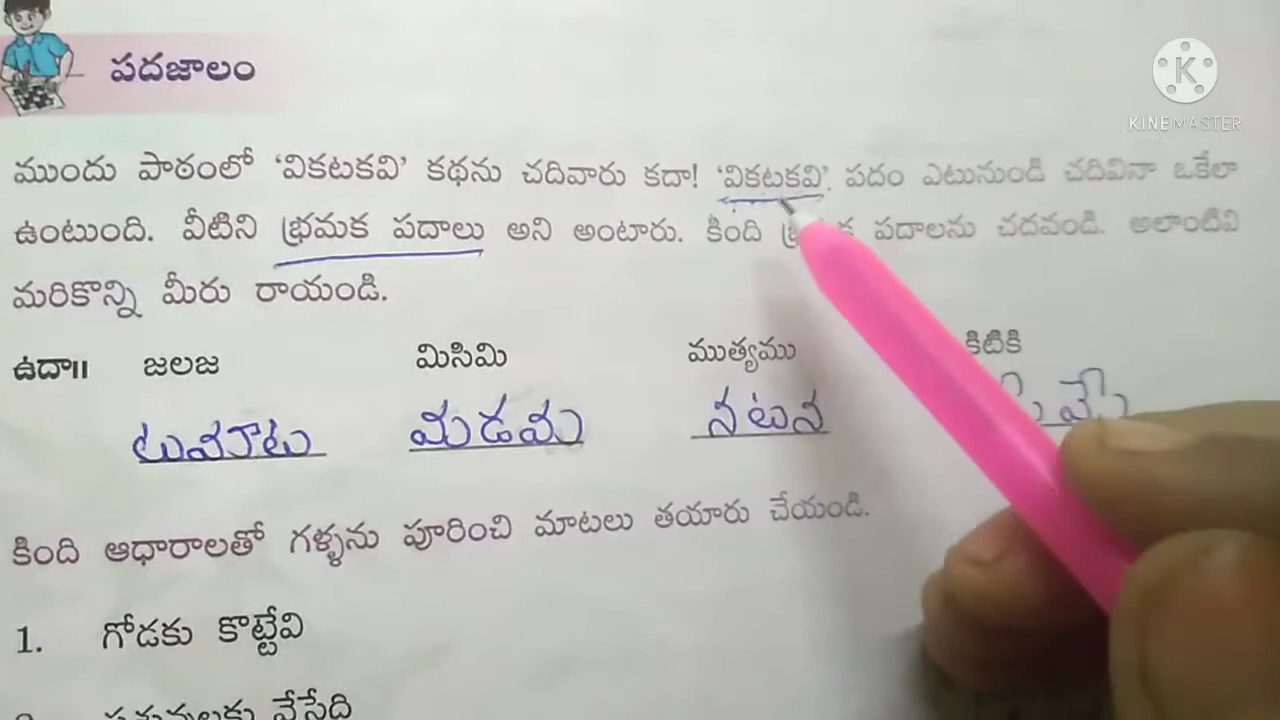 పదజాలం
KINEMASTER
ముందు పాఠంలో ‘వికటకవి’ కథను చదివారు కదా! ‘వికటకవి’. పదం ఎటునుండి చదివినా ఒకేలా
ఉంటుంది. వీటిని భ్రమక పదాలు అని అంటారు. కింది పదాలను చదవండి. అలాంటివి
మరికొన్ని మీరు రాయండి.
ఉదా॥ జలజ మిసిమి ముత్యము కిటికి
టుమాటు మడమ నటన
కింది ఆధారాలతో గళ్ళను పూరించి మాటలు తయారు చేయండి.
1. గోడకు కొట్టేవి
వేసేది